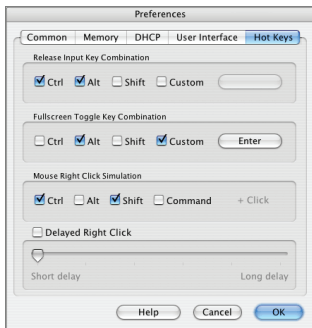 Preferences
Common Memory DHCP User Interface Hot Keys
Release Input Key Combination
Ctrl Alt Shift Custom
Fullscreen Toggle Key Combination
Ctrl Alt Shift Custom Enter
Mouse Right Click Simulation
Ctrl Alt Shift Command + Click
Delayed Right Click
Short delay Long delay
Help Cancel OK